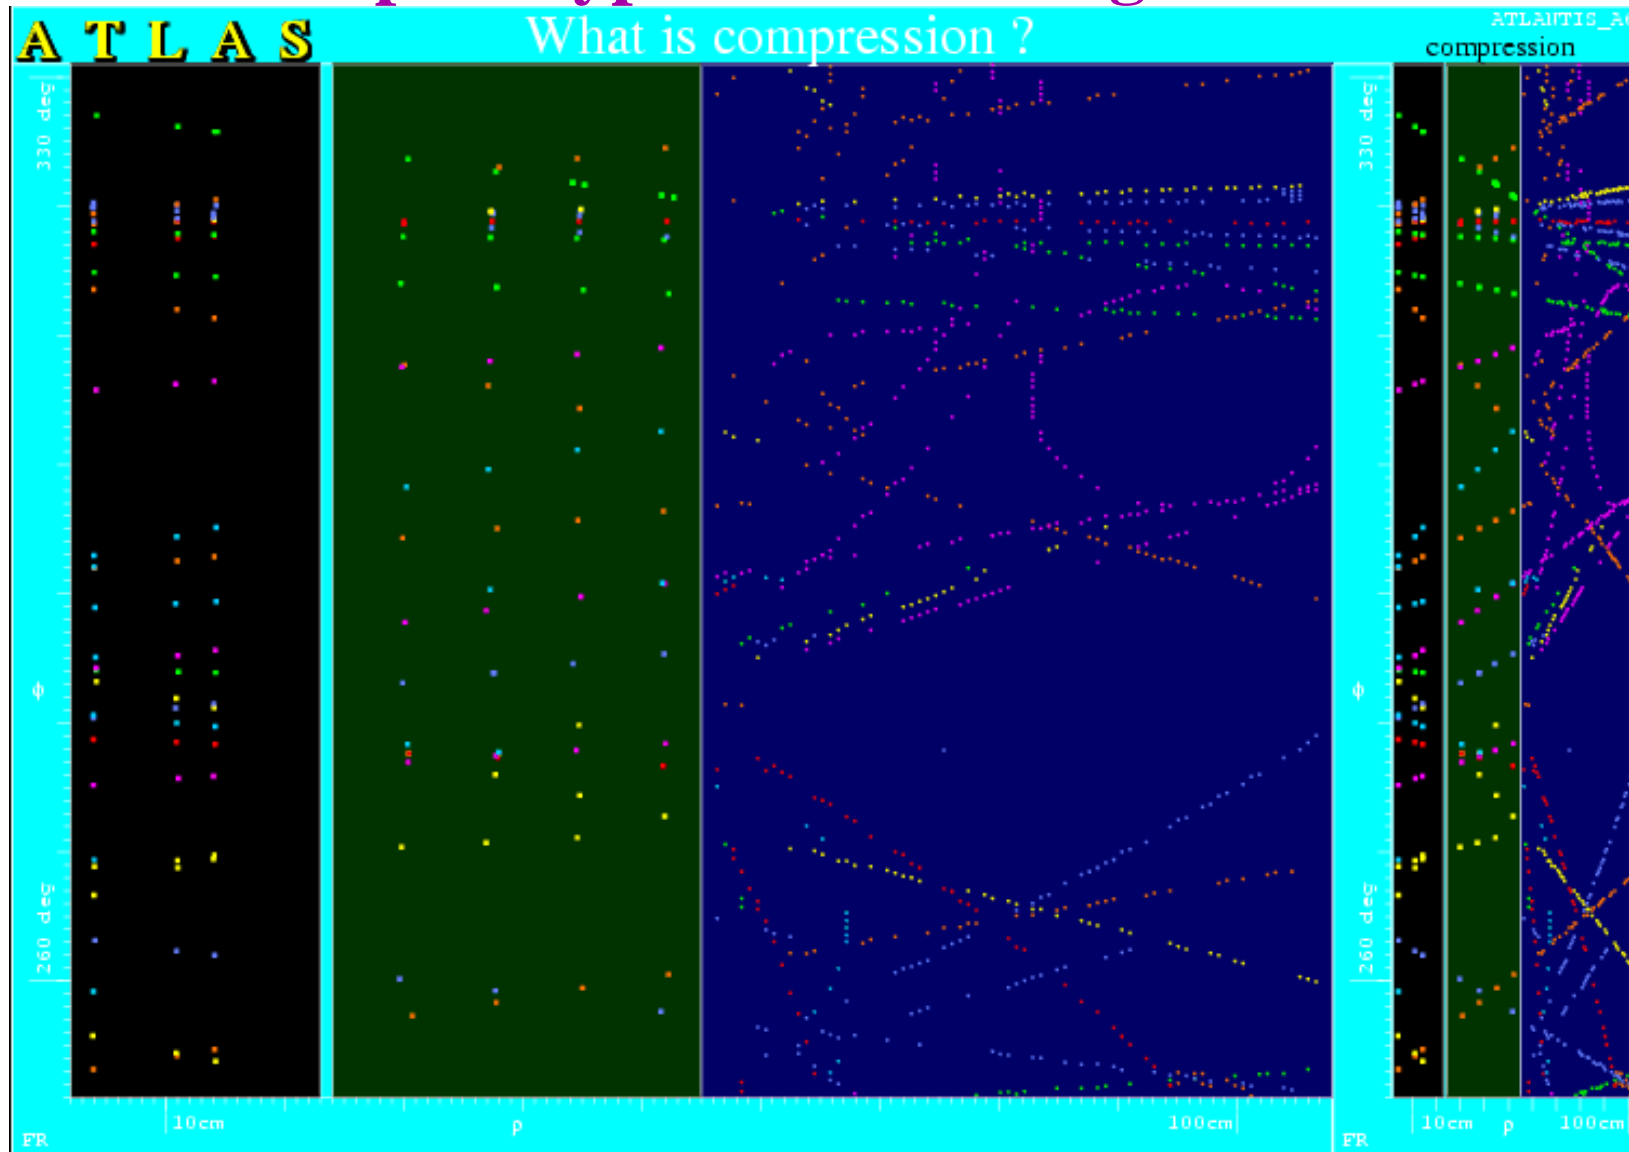 ATLAS
What is compression ?
compression
330 deg
330 deg
φ
φ
260 deg
260 deg
10cm
ρ
100cm
10cm
ρ
100cm
FR
FR